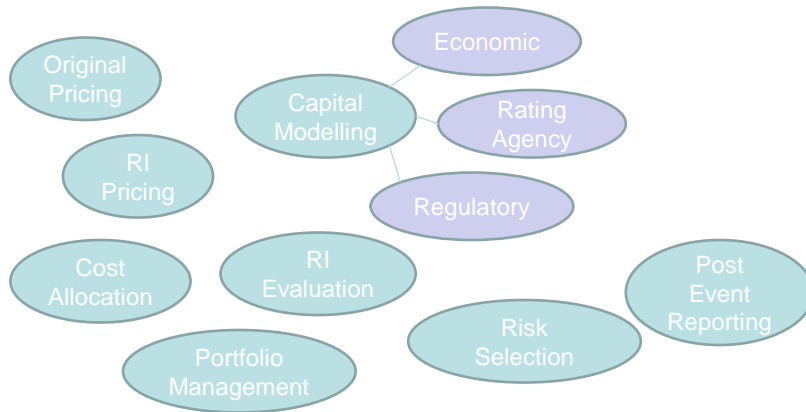 Economic
Original
Pricing
Capital
Modelling
Rating
Agency
RI
Pricing
Regulatory
Cost
Allocation
RI
Evaluation
Post
Event
Reporting
Risk
Selection
Portfolio
Management